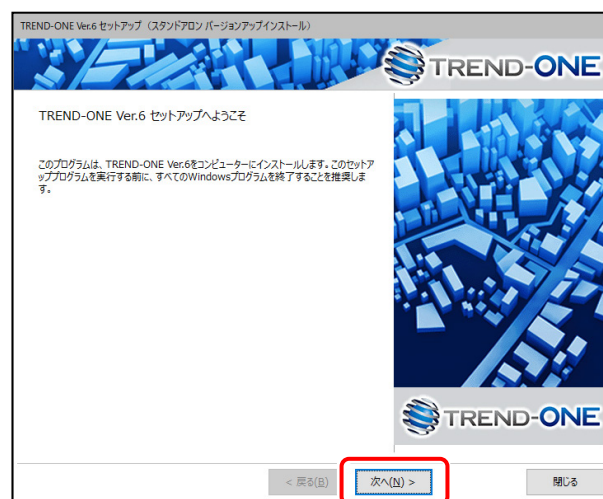 TREND-ONE Ver.6 セットアップ（スタンドアロン バージョンアップインストール）
TREND-ONE
TREND-ONE Ver.6 セットアップへようこそ
このプログラムは、TREND-ONE Ver.6をコンピューターにインストールします。このセットア
ッププログラムを実行する前に、すべてのWindowsプログラムを終了することを推奨しま
す。
TREND-ONE
< 戻る(B)
次へ(N) >
閉じる